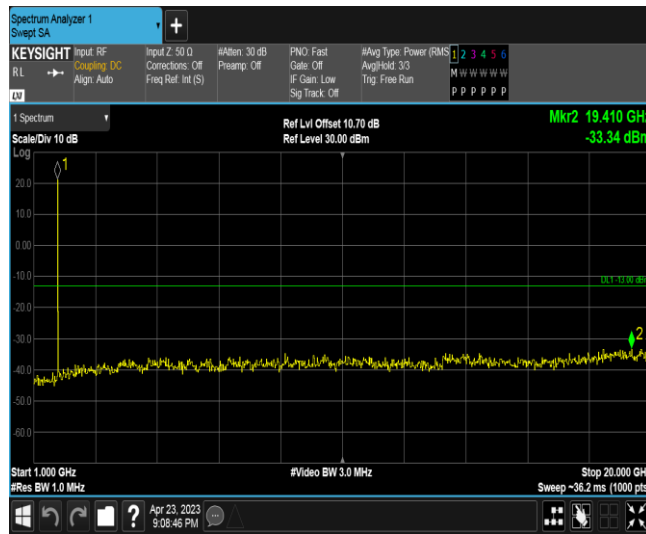 Spectrum Analyzer 1
Swept SA
+
KEYSIGHT
RL
LXI
Input: RF
Coupling: DC
Align: Auto
Input Z: 50 Ω
Corrections: Off
Freq Ref: Int (S)
#Atten: 30 dB
Preamp: Off
PNO: Fast
Gate: Off
IF Gain: Low
Sig Track: Off
#Avg Type: Power (RMS
Avg|Hold: 3/3
Trig: Free Run
1 2 3 4 5 6
M W W W W W
P P P P P P
1 Spectrum
Scale/Div 10 dB
Log
Ref Lvl Offset 10.70 dB
Ref Level 30.00 dBm
Mkr2 19.410 GHz
-33.34 dBm
1
20.0
10.0
0.00
-10.0
DL1 -13.00 dBm
-20.0
-30.0
2
-40.0
-50.0
-60.0
Start 1.000 GHz
#Res BW 1.0 MHz
#Video BW 3.0 MHz
Stop 20.000 GH
Sweep ~36.2 ms (1000 pts
?
Apr 23, 2023
9:08:46 PM